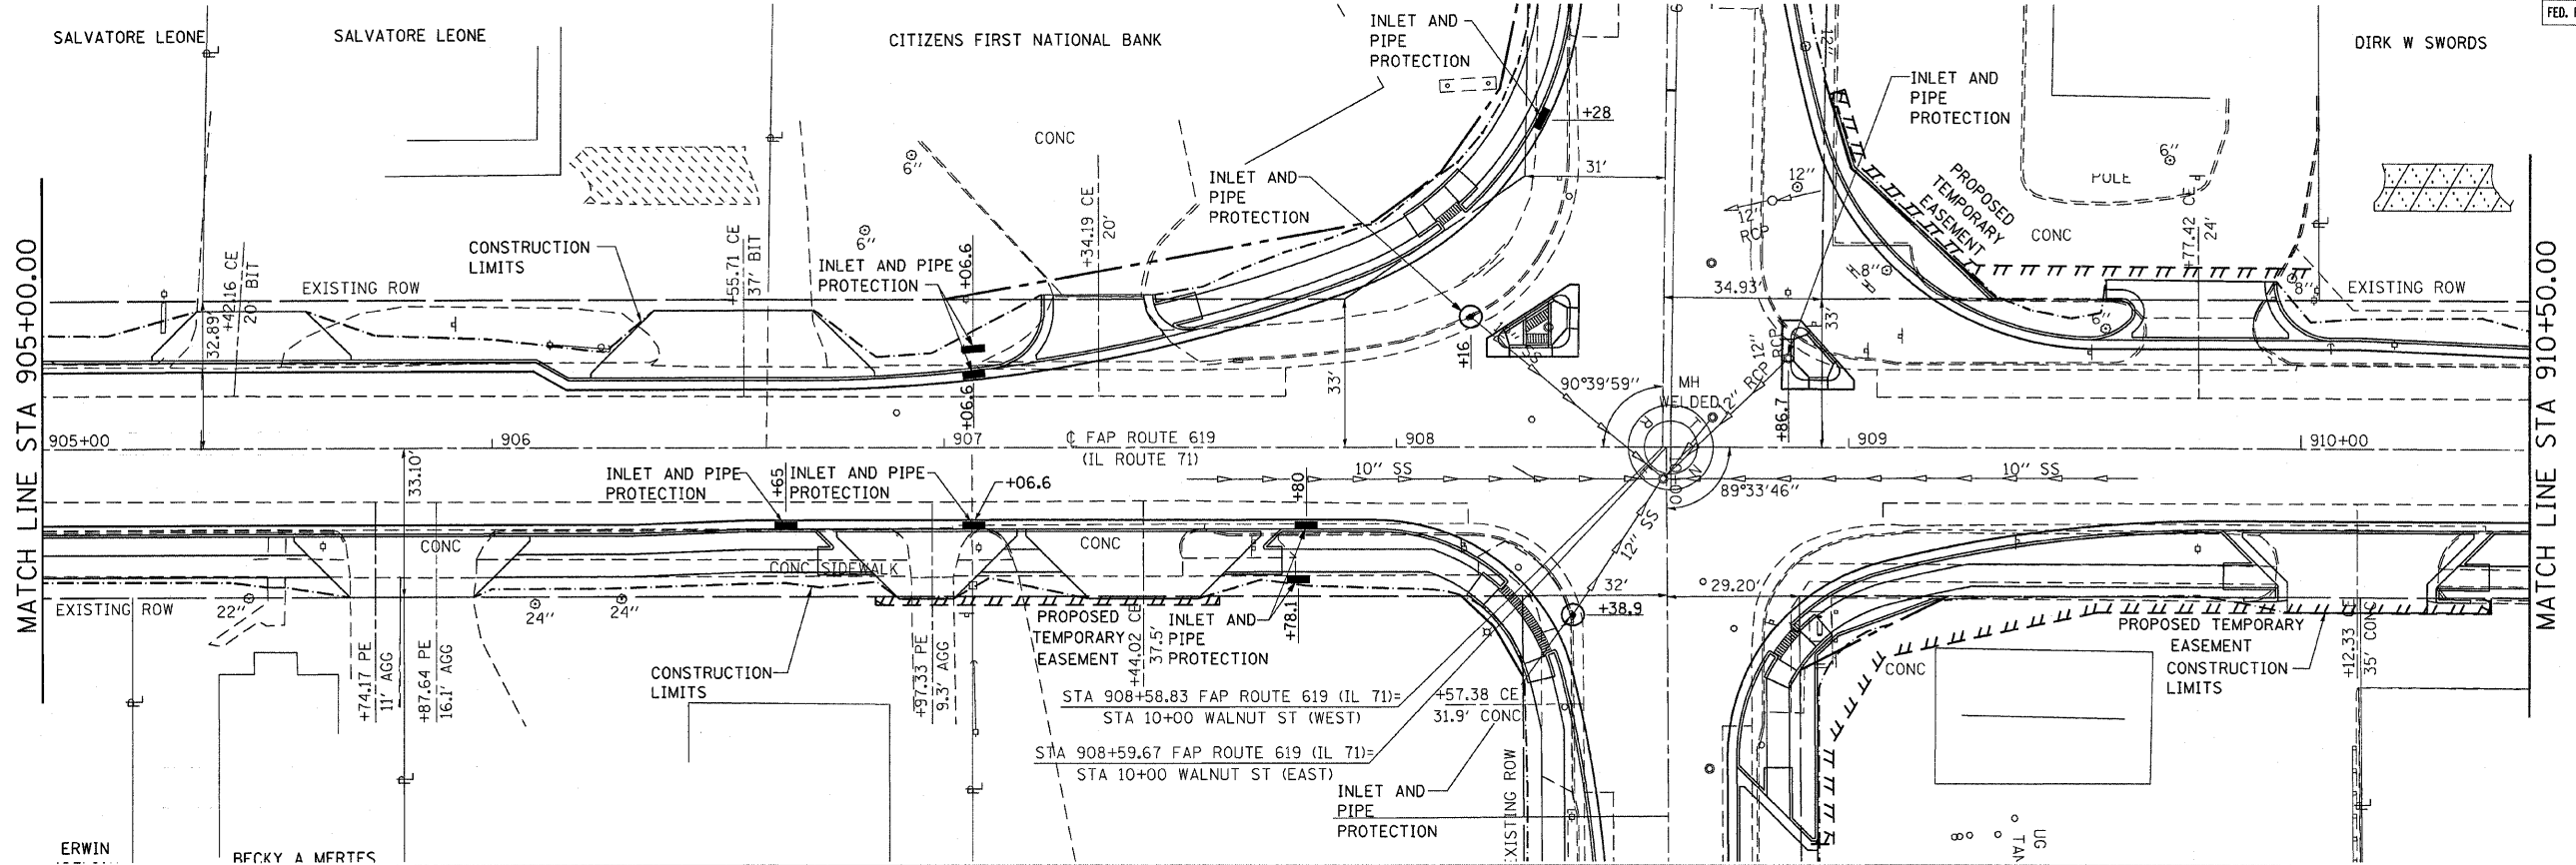 FED.
SALVATORE LEONE
SALVATORE LEONE
CITIZENS FIRST NATIONAL BANK
INLET AND
PIPE
PROTECTION
DIRK W SWORDS
12"
INLET AND
PIPE
PROTECTION
+28
CONC
6"
31'
INLET AND
PIPE
PROTECTION
12"
12"
RCP
PROPOSED
TEMPORARY
EASEMENT
6"
POLE
CONC
+77.42 CE
24'
+34.19 CE
20'
6"
CONSTRUCTION
LIMITS
+55.71 CE
37' BIT
INLET AND PIPE
PROTECTION
+06.6
+42.16 CE
20' BIT
EXISTING ROW
32.89'
8"
34.93'
33'
8"
EXISTING ROW
6"
+16
33'
+06.6
90°39'59"
MH
WELDED
12"
RCP
12"
RCP
+86.7
MATCH LINE STA 905+00.00
MATCH LINE STA 910+50.00
905+00
906
907
℄ FAP ROUTE 619
(IL ROUTE 71)
908
909
910+00
33.10'
INLET AND PIPE
PROTECTION
+65
INLET AND PIPE
PROTECTION
+06.6
+80
10" SS
10" SS
89°33'46"
12" SS
CONC
CONC
CONC SIDEWALK
EXISTING ROW
22"
24"
24"
32'
29.20'
+38.9
+78.1
PROPOSED
TEMPORARY
EASEMENT
INLET AND
PIPE
PROTECTION
+44.02 CE
37.5'
+97.33 PE
9.3' AGG
+74.17 PE
11' AGG
+87.64 PE
16.1' AGG
CONSTRUCTION
LIMITS
PROPOSED TEMPORARY
EASEMENT
CONSTRUCTION
LIMITS
+12.33
35' CONC
CONC
STA 908+58.83 FAP ROUTE 619 (IL 71)=
STA 10+00 WALNUT ST (WEST)
+57.38 CE
31.9' CONC
STA 908+59.67 FAP ROUTE 619 (IL 71)=
STA 10+00 WALNUT ST (EAST)
INLET AND
PIPE
PROTECTION
EXISTING ROW
UG
ERWIN
BECKY A MERTES